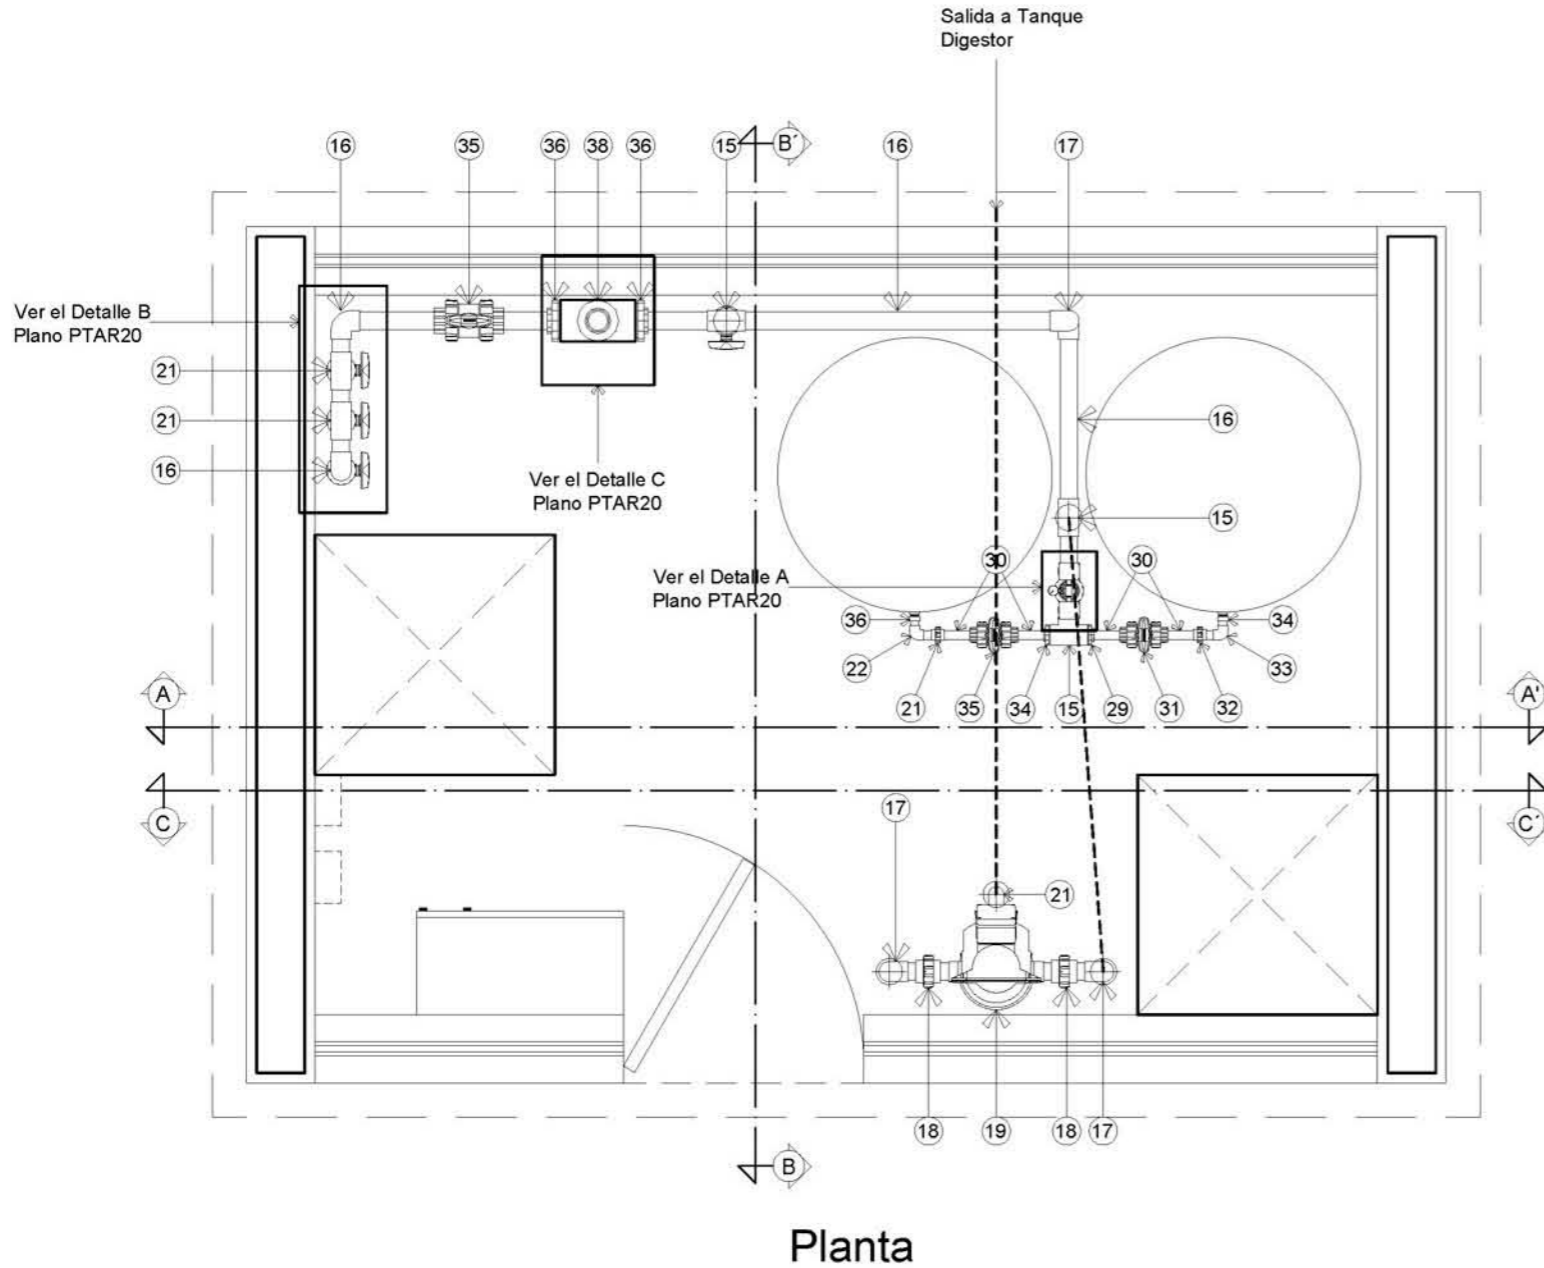 Salida a Tanque
Digestor
16
35
36
38
36
15
B´
16
17
Ver el Detalle B
Plano PTAR20
21
21
16
16
Ver el Detalle C
Plano PTAR20
15
30
30
Ver el Detalle A
Plano PTAR20
36
34
22
33
21
35
34
15
29
31
32
A
A'
C
C´
17
21
18
19
18
17
B
Planta